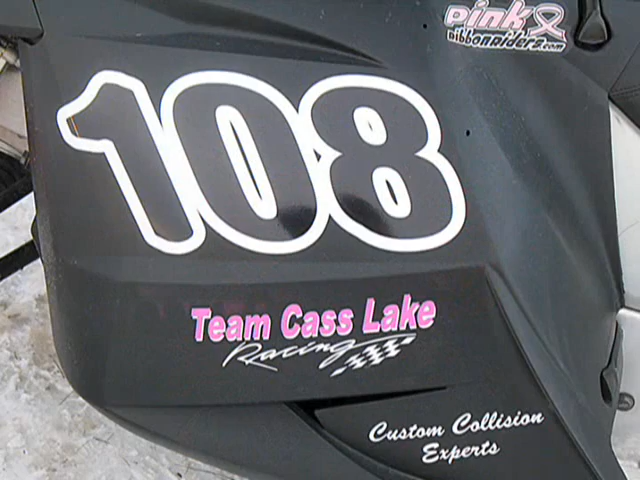 pink
RibbonRiders.com
108
Team Cass Lake
Racing
Custom Collision
Experts